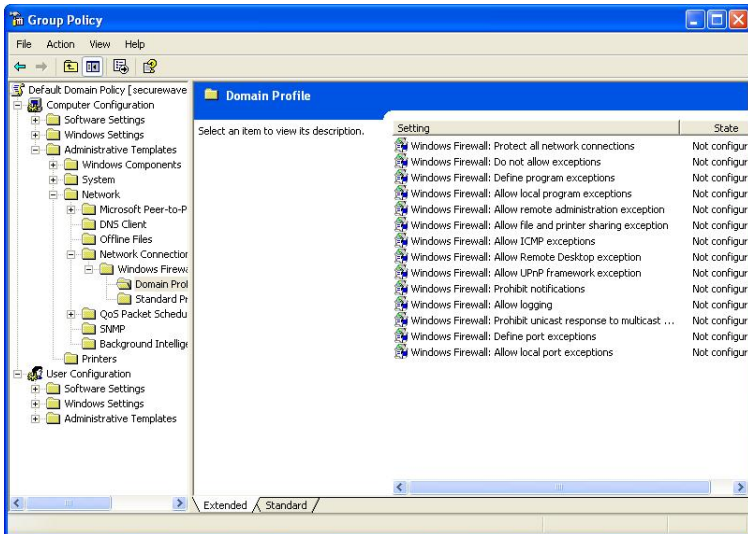 Group Policy
File Action View Help
Default Domain Policy [securewave
Computer Configuration
Software Settings
Windows Settings
Administrative Templates
Windows Components
System
Network
Microsoft Peer-to-P
DNS Client
Offline Files
Network Connection
Windows Firewa
Domain Prof
Standard Pr
QoS Packet Schedu
SNMP
Background Intellige
Printers
User Configuration
Software Settings
Windows Settings
Administrative Templates
Domain Profile
Select an item to view its description.
Setting State
Windows Firewall: Protect all network connections Not configur
Windows Firewall: Do not allow exceptions Not configur
Windows Firewall: Define program exceptions Not configur
Windows Firewall: Allow local program exceptions Not configur
Windows Firewall: Allow remote administration exception Not configur
Windows Firewall: Allow file and printer sharing exception Not configur
Windows Firewall: Allow ICMP exceptions Not configur
Windows Firewall: Allow Remote Desktop exception Not configur
Windows Firewall: Allow UPnP framework exception Not configur
Windows Firewall: Prohibit notifications Not configur
Windows Firewall: Allow logging Not configur
Windows Firewall: Prohibit unicast response to multicast ... Not configur
Windows Firewall: Define port exceptions Not configur
Windows Firewall: Allow local port exceptions Not configur
Extended Standard